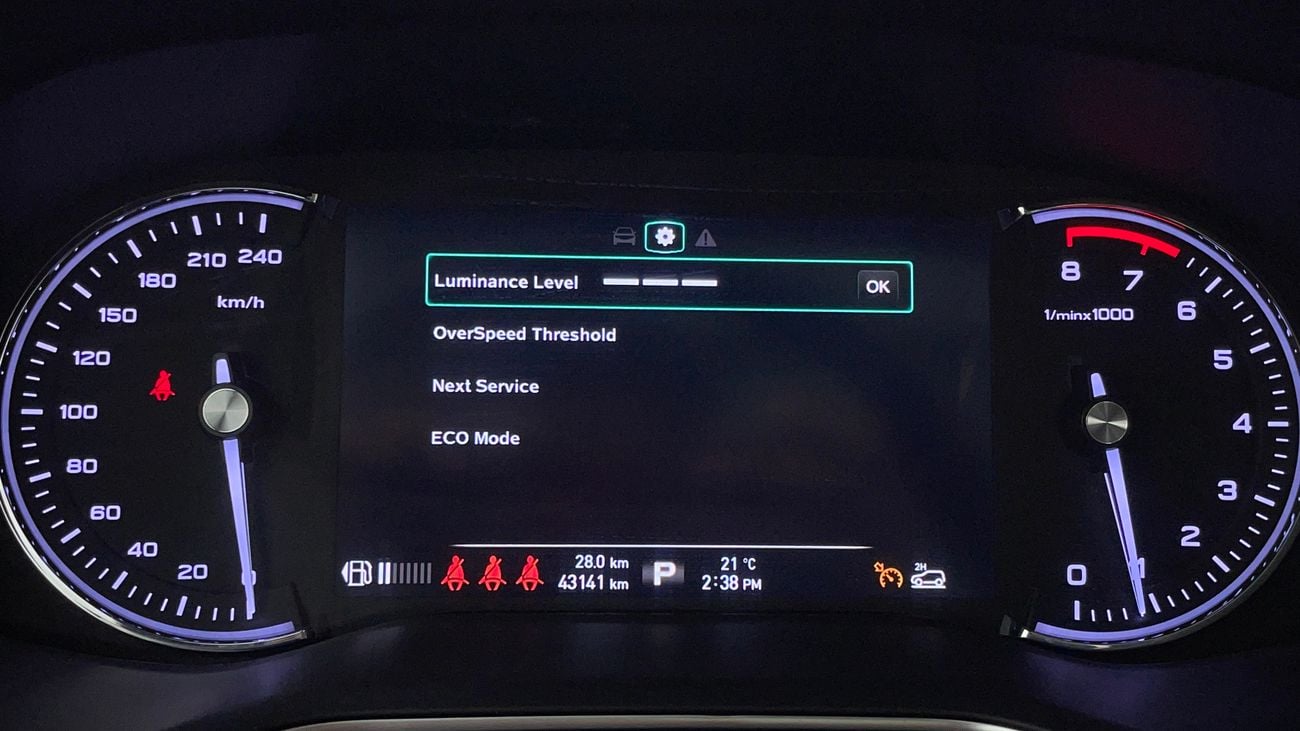 210 240
180
km/h
150
120
100
80
60
40
20
0
Luminance Level OK
OverSpeed Threshold
Next Service
ECO Mode
28.0 km
43141 km
P
21 °C
2:38 PM
2H
8 7
1/minx1000 6
5
4
3
2
1
0